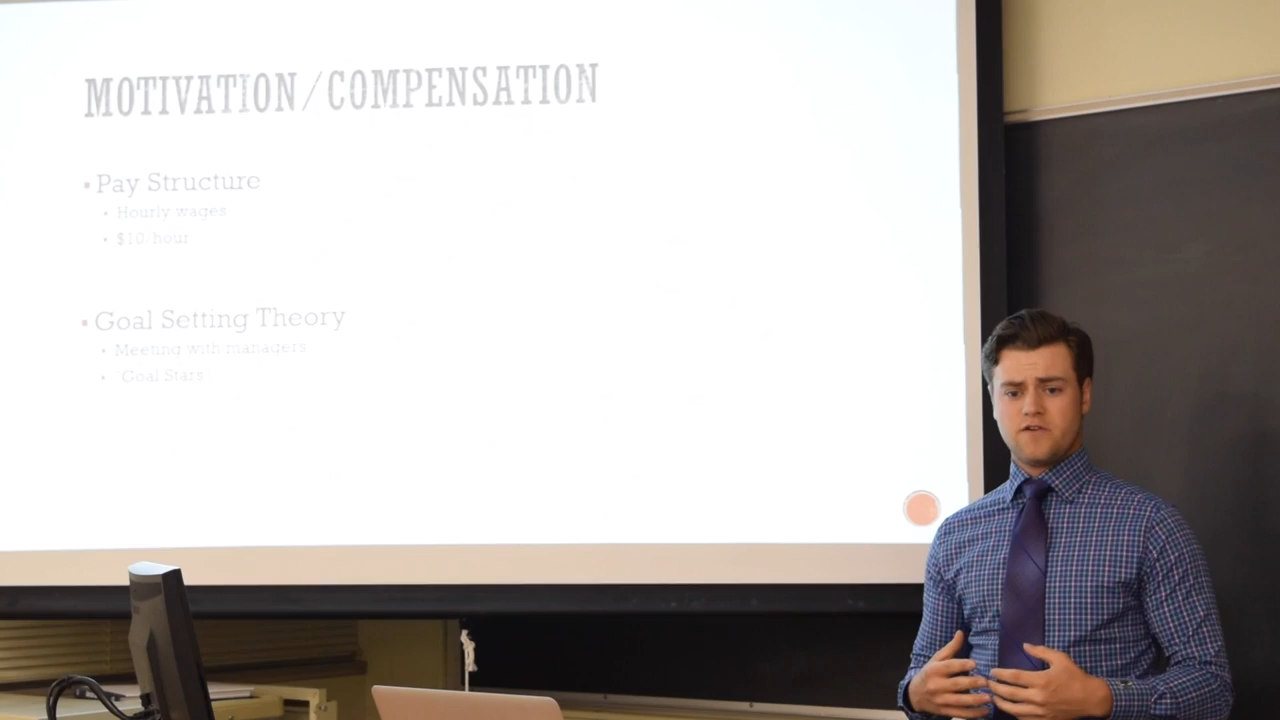 MOTIVATION/COMPENSATION
▪ Pay Structure
• Hourly wages
• $10/hour
▪ Goal Setting Theory
• Meeting with managers
• "Goal Stars"